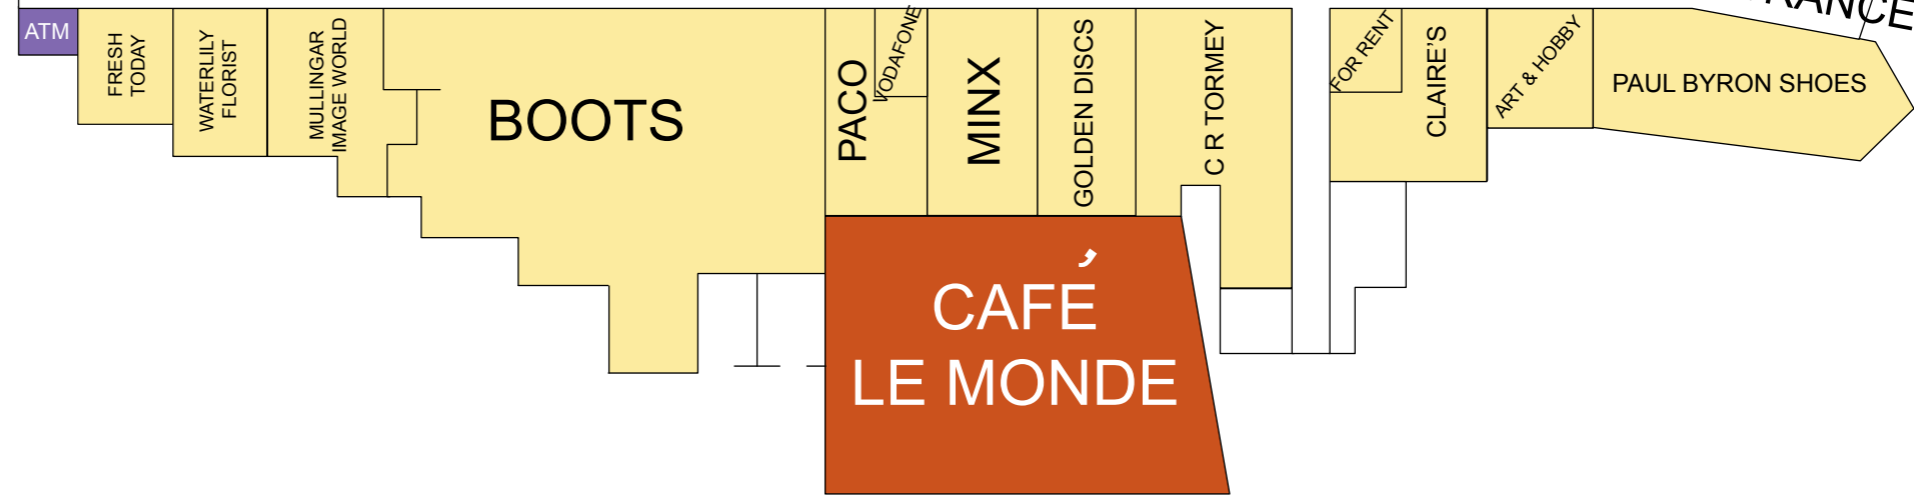 ATM
FRESH
TODAY
WATERLILY
FLORIST
MULLINGAR
IMAGE WORLD
BOOTS
PACO
VODAFONE
MINX
GOLDEN DISCS
C R TORMEY
FOR RENT
CLAIRE'S
ART & HOBBY
PAUL BYRON SHOES
RANCE
CAFÉ
LE MONDE